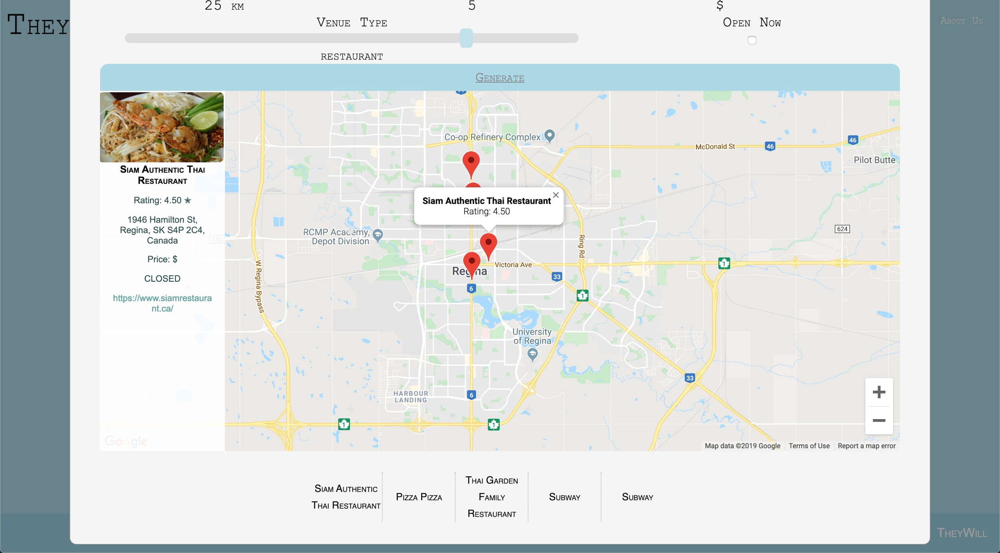 25 KM
5
$
THEY
VENUE TYPE
OPEN NOW
ABOUT US
RESTAURANT
GENERATE
SIAM AUTHENTIC THAI
RESTAURANT
Rating: 4.50 ★
1946 Hamilton St,
Regina, SK S4P 2C4,
Canada
Price: $
CLOSED
https://www.siamrestaura
nt.ca/
730
Google
Co-op Refinery Complex
McDonald St
46
46
Pilot Butte
Siam Authentic Thai Restaurant
Rating: 4.50
RCMP Academy,
Depot Division
624
Ring Rd
W Regina Bypass
Victoria Ave
1
Regina
33
6
1
University
of Regina
33
HARBOUR
LANDING
6
1
1
Map data ©2019 Google
Terms of Use
Report a map error
SIAM AUTHENTIC
THAI RESTAURANT
PIZZA PIZZA
THAI GARDEN
FAMILY
RESTAURANT
SUBWAY
SUBWAY
THEYWILL